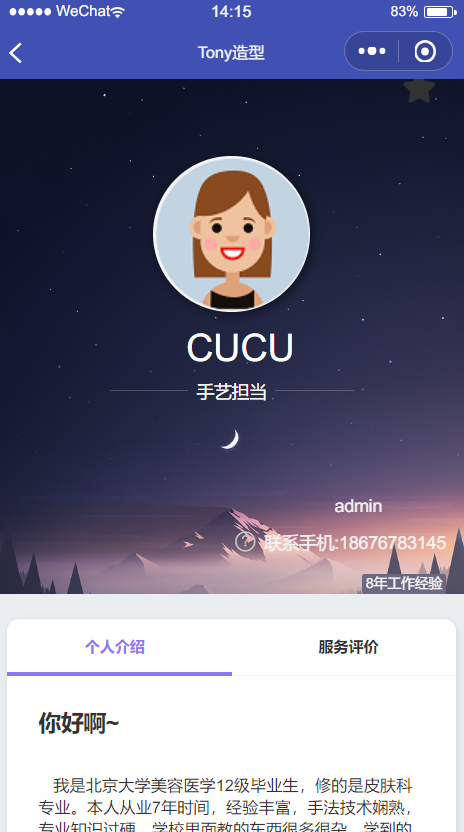 WeChat 14:15 83%
Tony造型
CUCU
手艺担当
admin
联系手机:18676783145
8年工作经验
个人介绍 服务评价
你好啊~
我是北京大学美容医学12级毕业生，修的是皮肤科
专业。本人从业7年时间，经验丰富，手法技术娴熟，
专业知识过硬，学校里面教的东西很多很杂，学到的